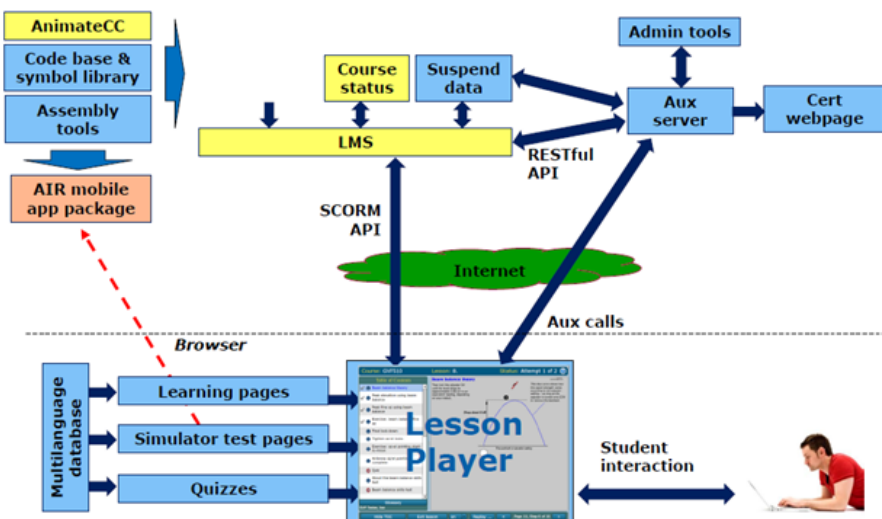 AnimateCC
Code base &
symbol library
Assembly
tools
AIR mobile
app package
Course
status
Suspend
data
LMS
Admin tools
Aux
server
Cert
webpage
RESTful
API
SCORM
API
Internet
Aux calls
Browser
Multilanguage
database
Learning pages
Simulator test pages
Quizzes
Lesson
Player
Student
interaction